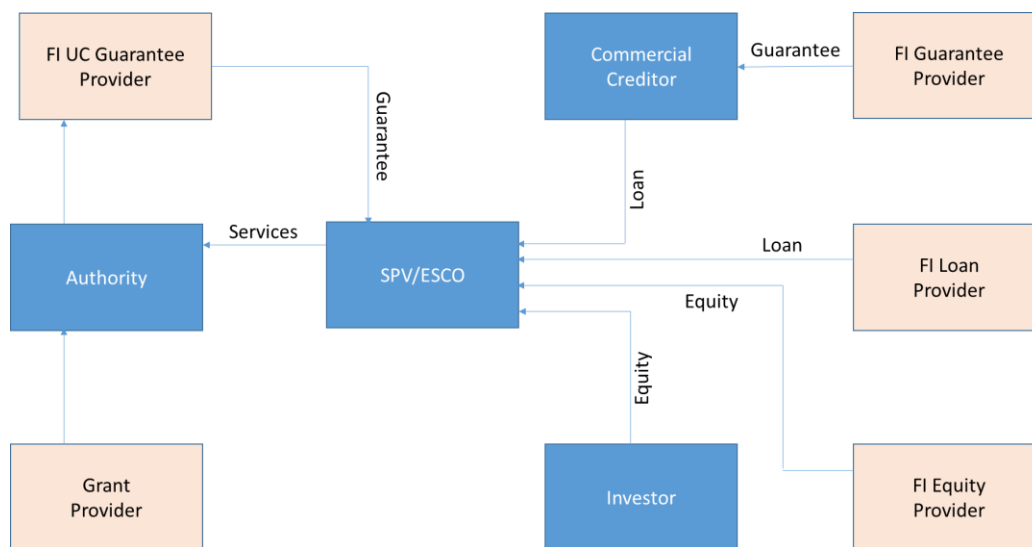 FI UC Guarantee
Provider
Guarantee
Commercial
Creditor
Guarantee
FI Guarantee
Provider
Loan
Authority
Services
SPV/ESCO
Loan
FI Loan
Provider
Equity
Equity
Grant
Provider
Investor
FI Equity
Provider